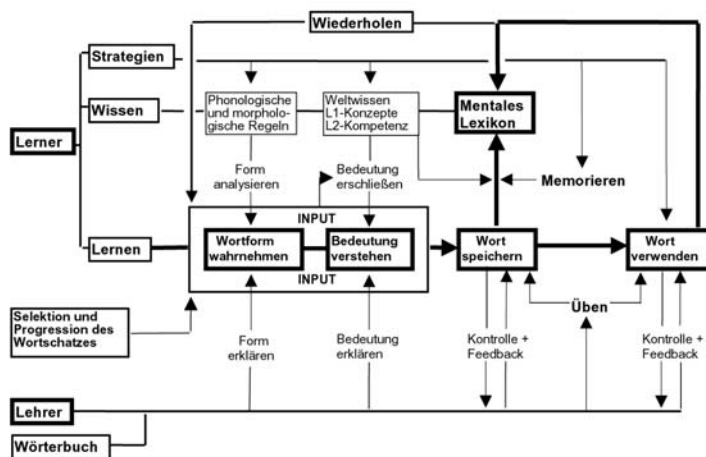 Wiederholen
Strategien
Wissen
Phonologische
und morpho-
logische Regeln
Weltwissen
L1-Konzepte
L2-Kompetenz
Mentales
Lexikon
Lerner
Form
analysieren
Bedeutung
erschließen
Memorieren
INPUT
Lernen
Wortform
wahrnehmen
Bedeutung
verstehen
Wort
speichern
Wort
verwenden
INPUT
Selektion und
Progression des
Wortschatzes
Form
erklären
Bedeutung
erklären
Kontrolle +
Feedback
Üben
Kontrolle +
Feedback
Lehrer
Wörterbuch